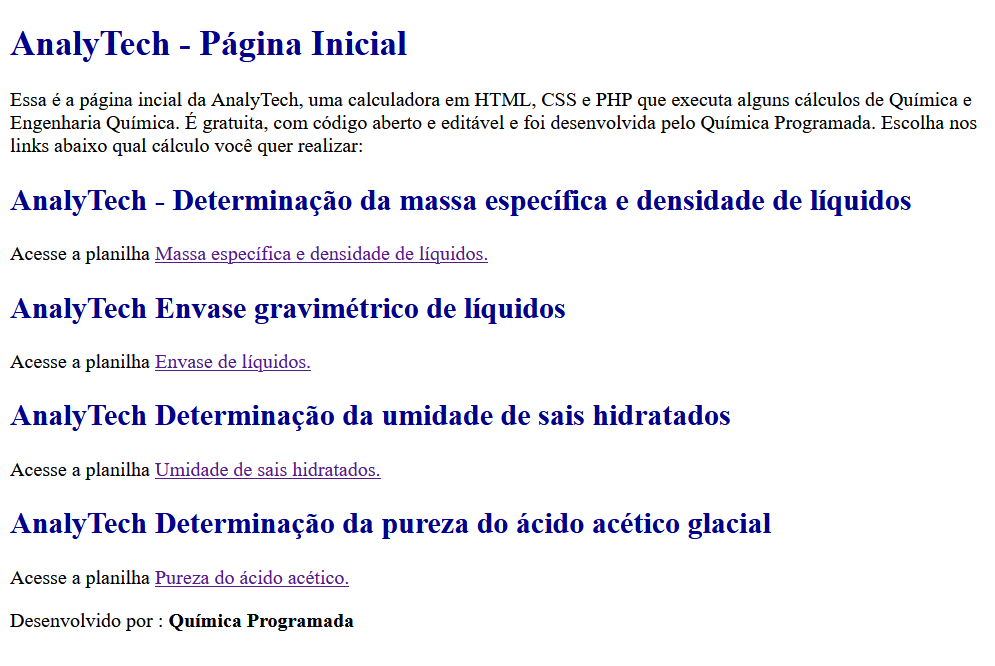 AnalyTech - Página Inicial
Essa é a página incial da AnalyTech, uma calculadora em HTML, CSS e PHP que executa alguns cálculos de Química e
Engenharia Química. É gratuita, com código aberto e editável e foi desenvolvida pelo Química Programada. Escolha nos
links abaixo qual cálculo você quer realizar:
AnalyTech - Determinação da massa específica e densidade de líquidos
Acesse a planilha Massa específica e densidade de líquidos.
AnalyTech Envase gravimétrico de líquidos
Acesse a planilha Envase de líquidos.
AnalyTech Determinação da umidade de sais hidratados
Acesse a planilha Umidade de sais hidratados.
AnalyTech Determinação da pureza do ácido acético glacial
Acesse a planilha Pureza do ácido acético.
Desenvolvido por : Química Programada